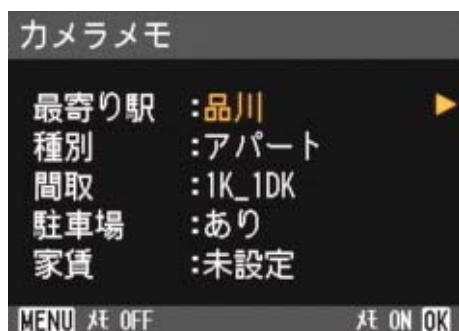 カメラメモ
最寄り駅 :品川
種別 :アパート
間取 :1K_1DK
駐車場 :あり
家賃 :未設定
MENU ﾒﾓ OFF ﾒﾓ ON OK